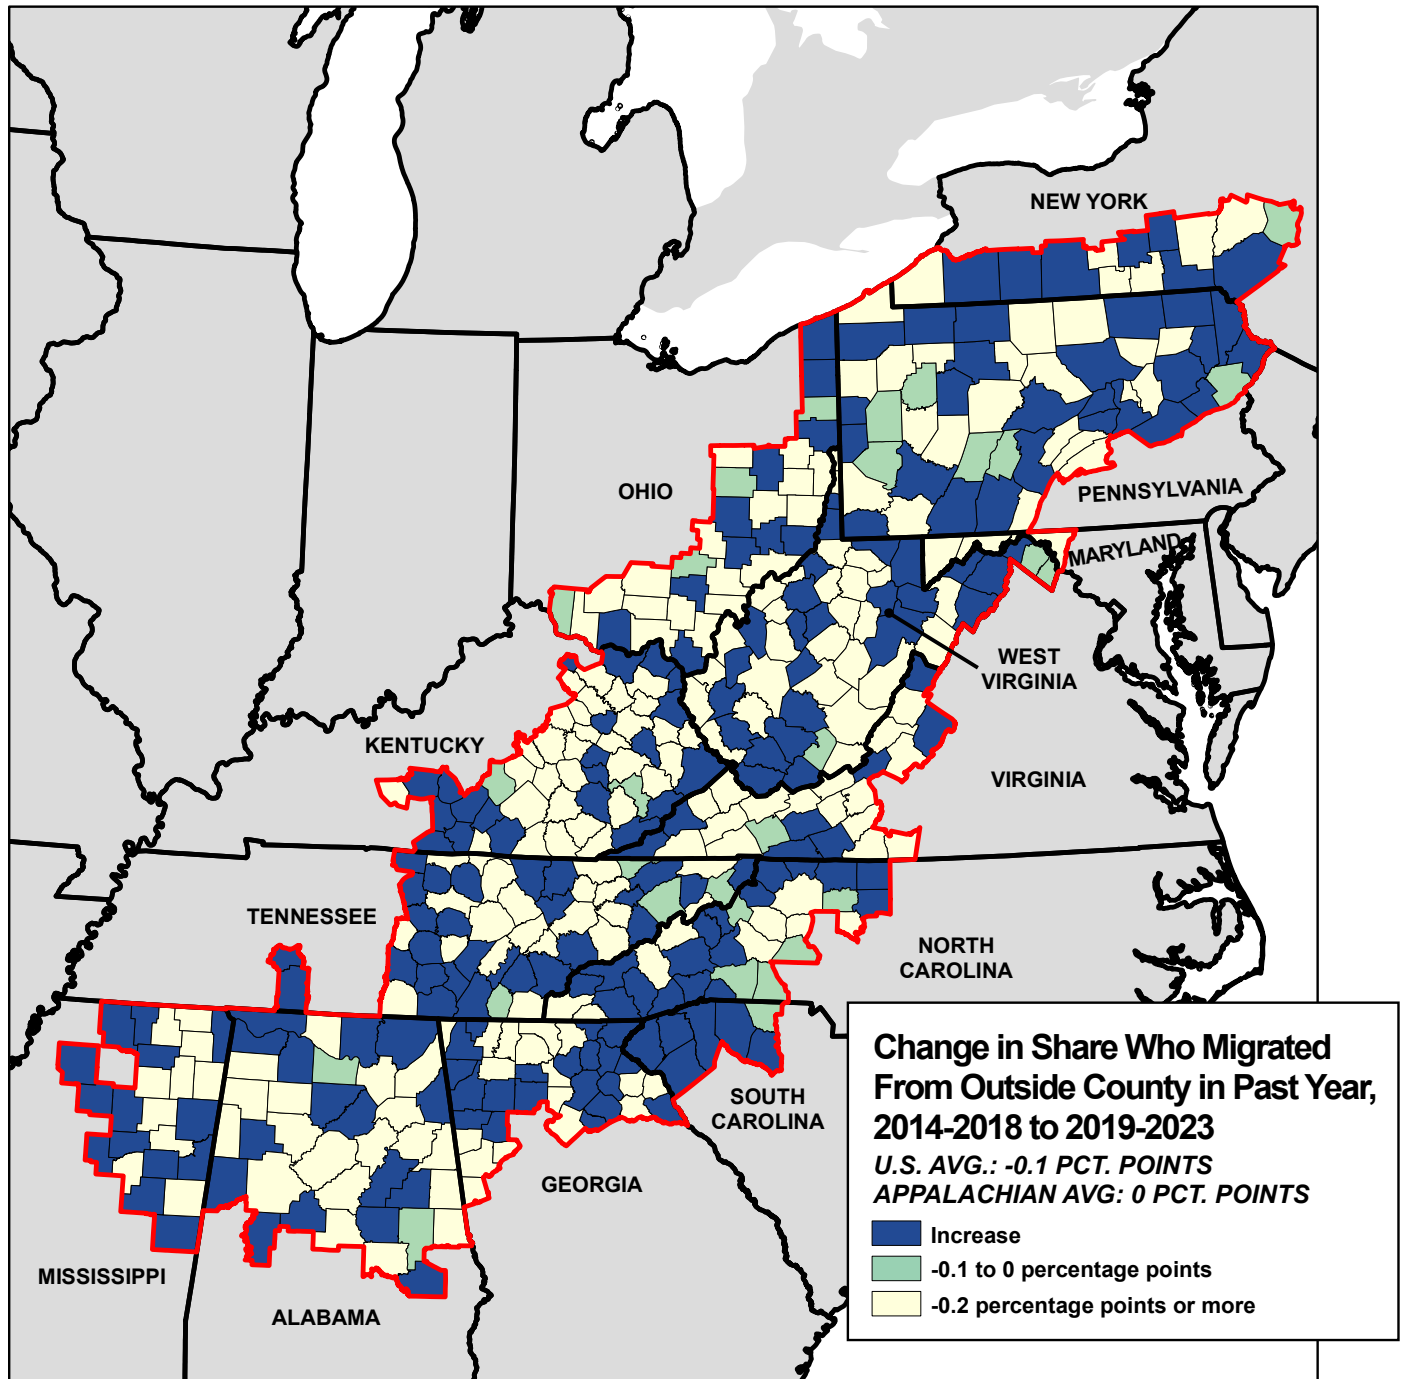 NEW YORK
OHIO
PENNSYLVANIA
MARYLAND
WEST
VIRGINIA
KENTUCKY
VIRGINIA
TENNESSEE
NORTH
CAROLINA
SOUTH
CAROLINA
GEORGIA
MISSISSIPPI
ALABAMA
Change in Share Who Migrated
From Outside County in Past Year,
2014-2018 to 2019-2023
U.S. AVG.: -0.1 PCT. POINTS
APPALACHIAN AVG: 0 PCT. POINTS
Increase
-0.1 to 0 percentage points
-0.2 percentage points or more